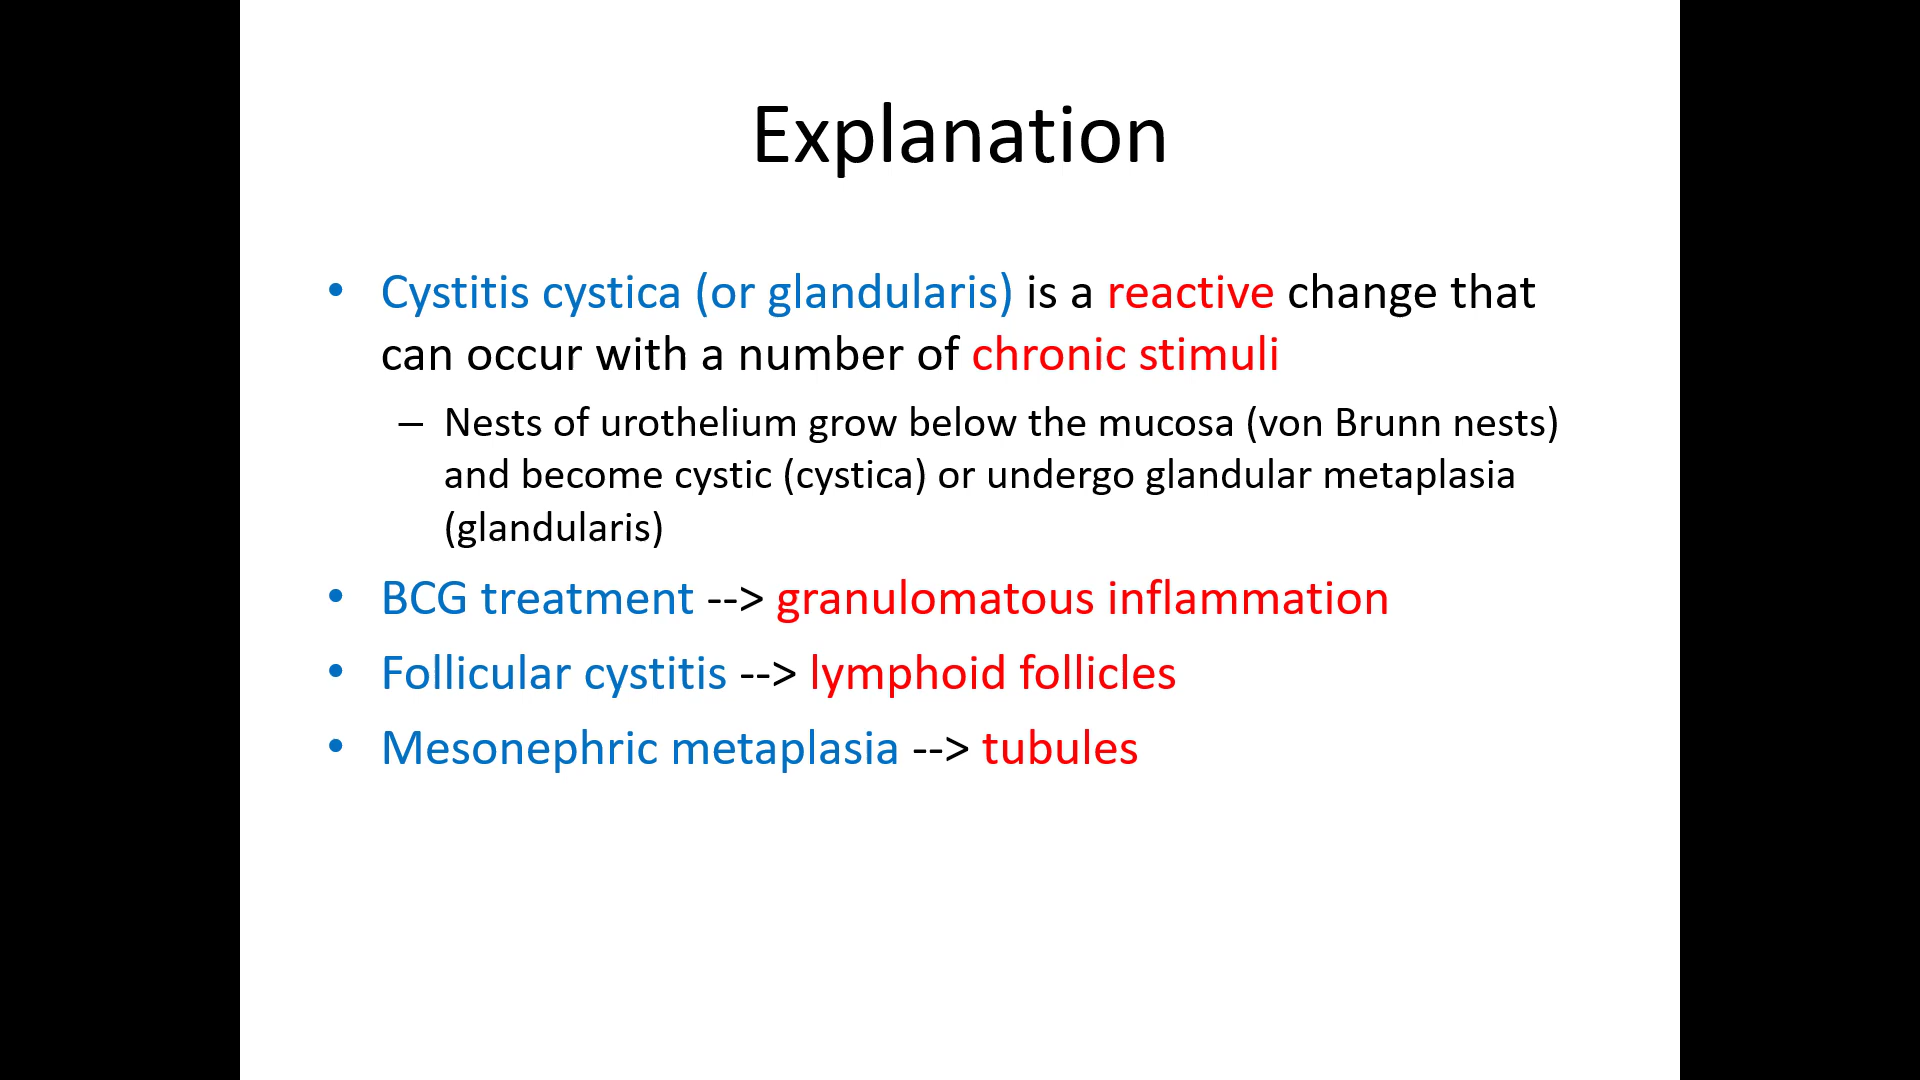 Explanation
• Cystitis cystica (or glandularis) is a reactive change that
can occur with a number of chronic stimuli
– Nests of urothelium grow below the mucosa (von Brunn nests)
and become cystic (cystica) or undergo glandular metaplasia
(glandularis)
• BCG treatment --> granulomatous inflammation
• Follicular cystitis --> lymphoid follicles
• Mesonephric metaplasia --> tubules